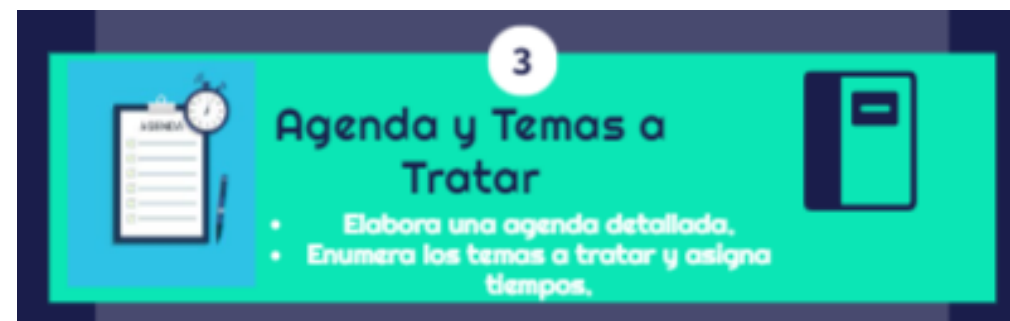 3
AGENDA
Agenda y Temas a
Tratar
• Elabora una agenda detallada.
• Enumera los temas a tratar y asigna
tiempos.